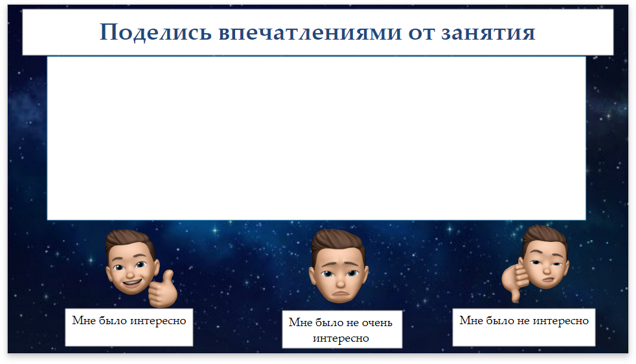 Поделись впечатлениями от занятия
Мне было интересно
Мне было не очень
интересно
Мне было не интересно